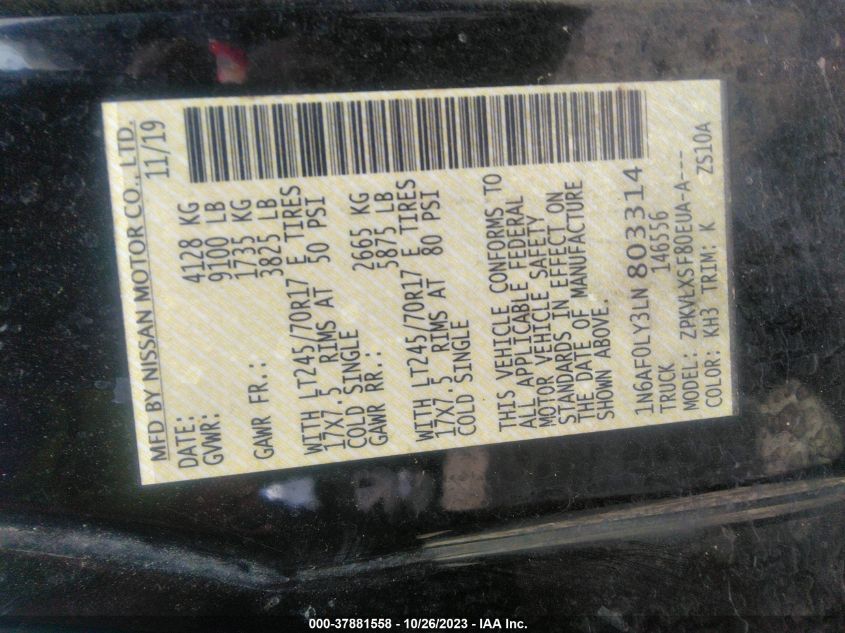 MFD BY NISSAN MOTOR CO., LTD.
DATE: 11/19
GVWR: 4128 KG
9100 LB
GAWR FR.: 1735 KG
3825 LB
WITH LT245/70R17 E TIRES
17X7.5 RIMS AT 50 PSI
COLD SINGLE
GAWR RR.: 2665 KG
5875 LB
WITH LT245/70R17 E TIRES
17X7.5 RIMS AT 80 PSI
COLD SINGLE
THIS VEHICLE CONFORMS TO
ALL APPLICABLE FEDERAL
MOTOR VEHICLE SAFETY
STANDARDS IN EFFECT ON
THE DATE OF MANUFACTURE
SHOWN ABOVE.
1N6AF0LY3LN803314
TRUCK 146556
MODEL: ZPKVLXSF80EUA-A---
COLOR: KH3 TRIM: K ZS10A
000-37881558 - 10/26/2023 - IAA Inc.